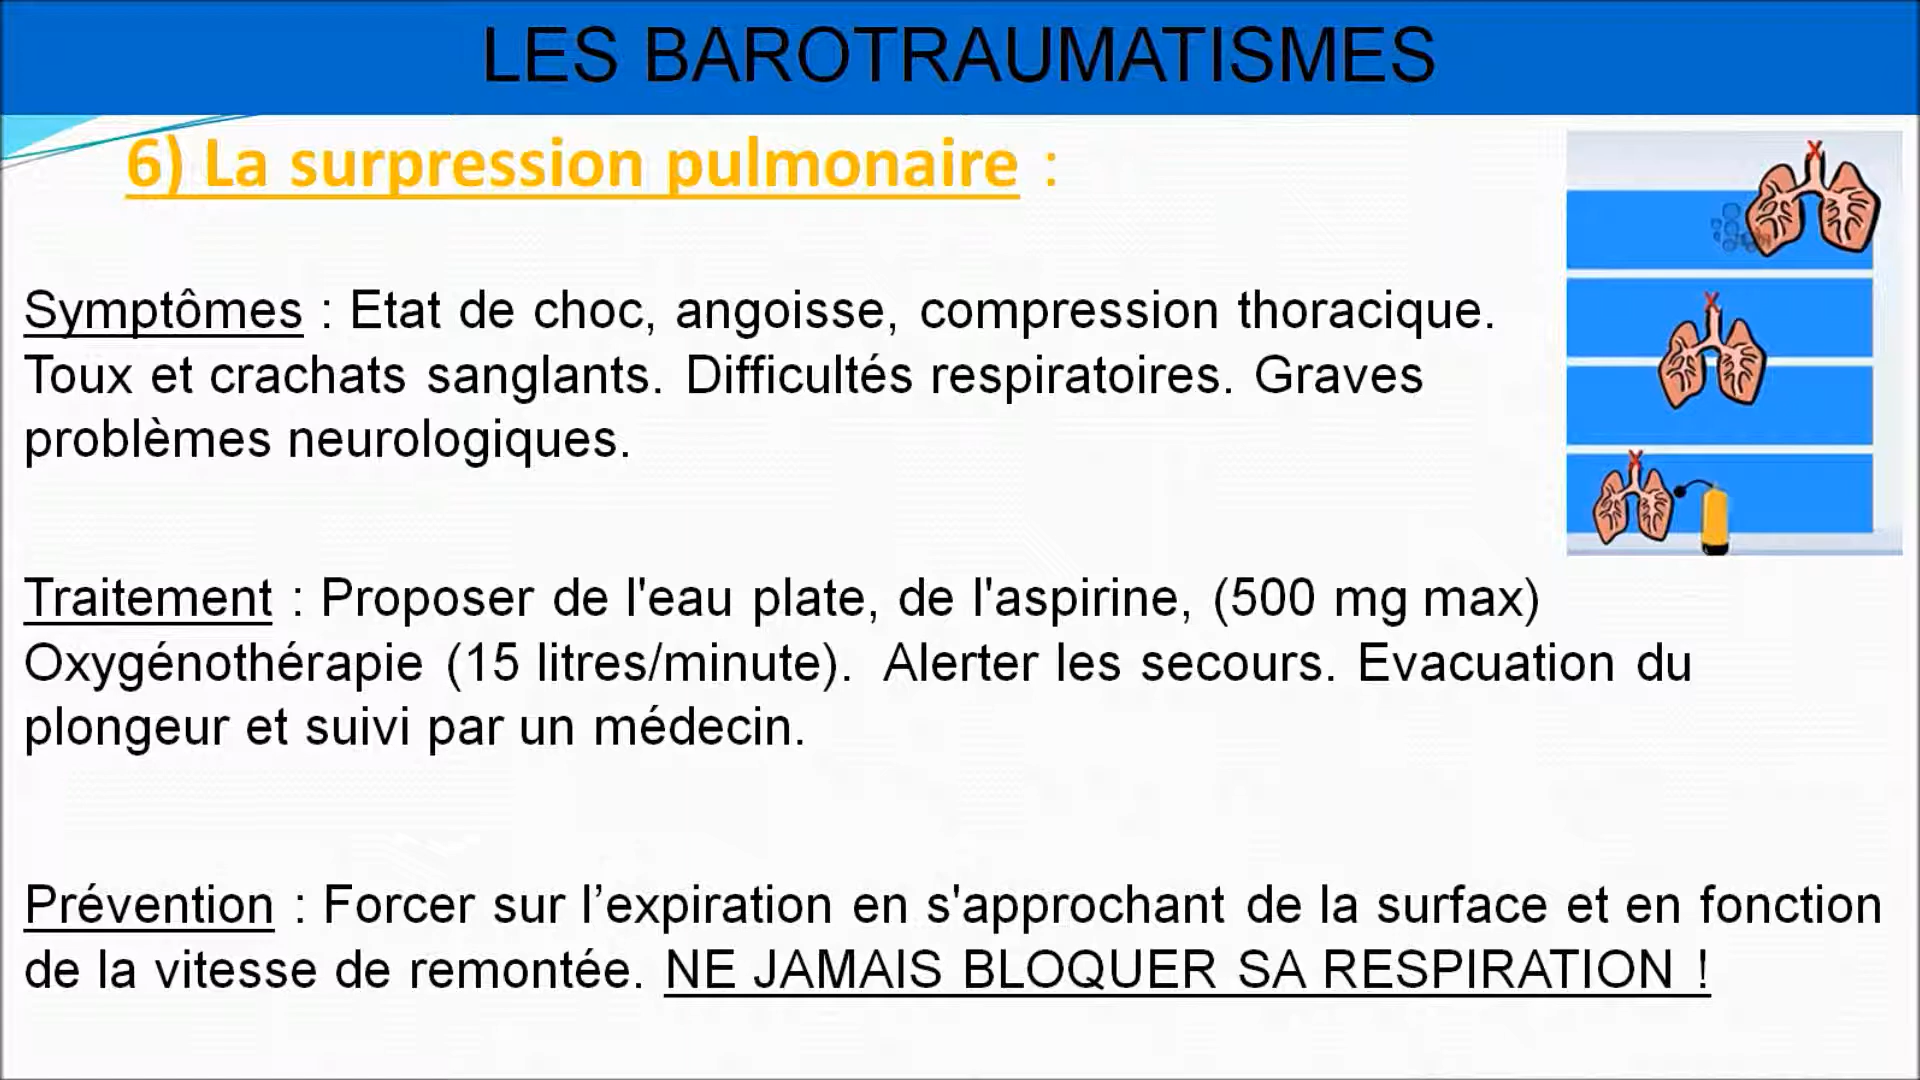 LES BAROTRAUMATISMES
6) La surpression pulmonaire :
Symptômes : Etat de choc, angoisse, compression thoracique.
Toux et crachats sanglants. Difficultés respiratoires. Graves
problèmes neurologiques.
Traitement : Proposer de l'eau plate, de l'aspirine, (500 mg max)
Oxygénothérapie (15 litres/minute). Alerter les secours. Evacuation du
plongeur et suivi par un médecin.
Prévention : Forcer sur l’expiration en s'approchant de la surface et en fonction
de la vitesse de remontée. NE JAMAIS BLOQUER SA RESPIRATION !